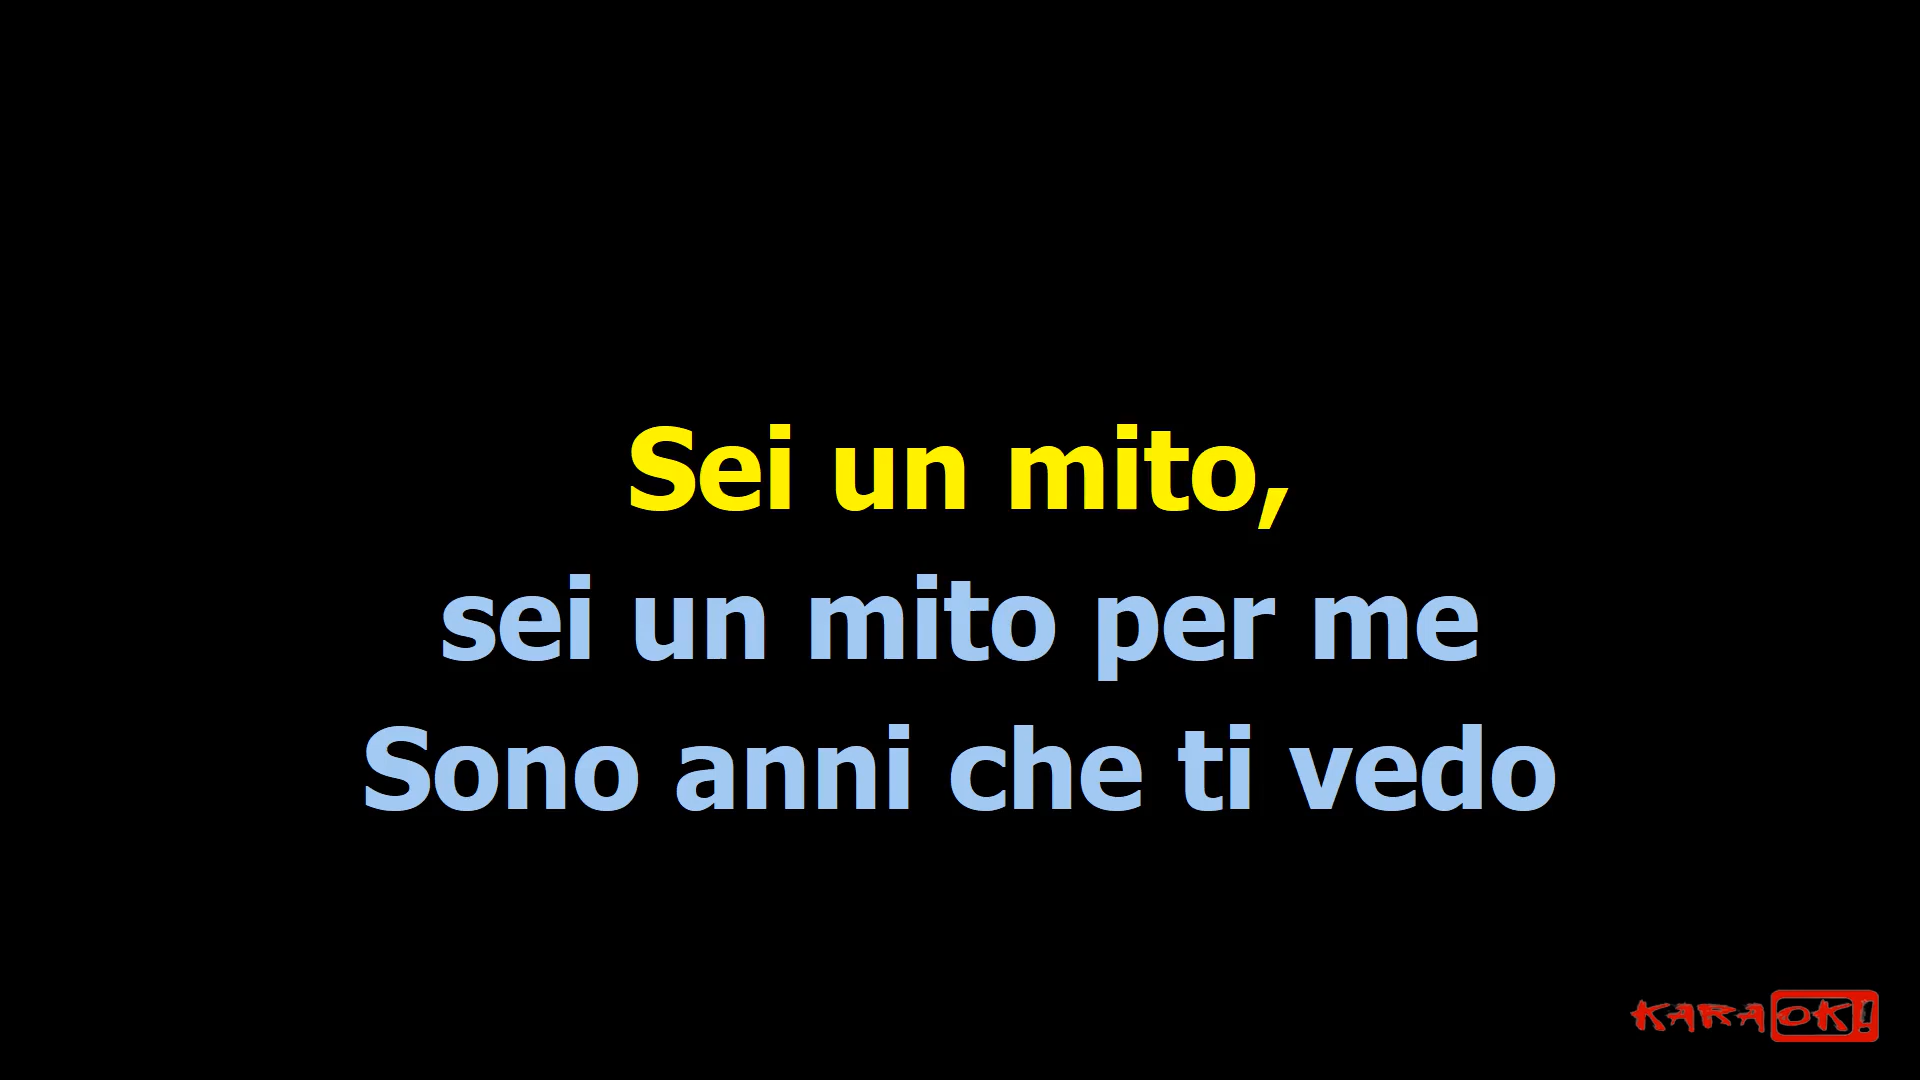 Sei un mito,
sei un mito per me
Sono anni che ti vedo
KARAOK!